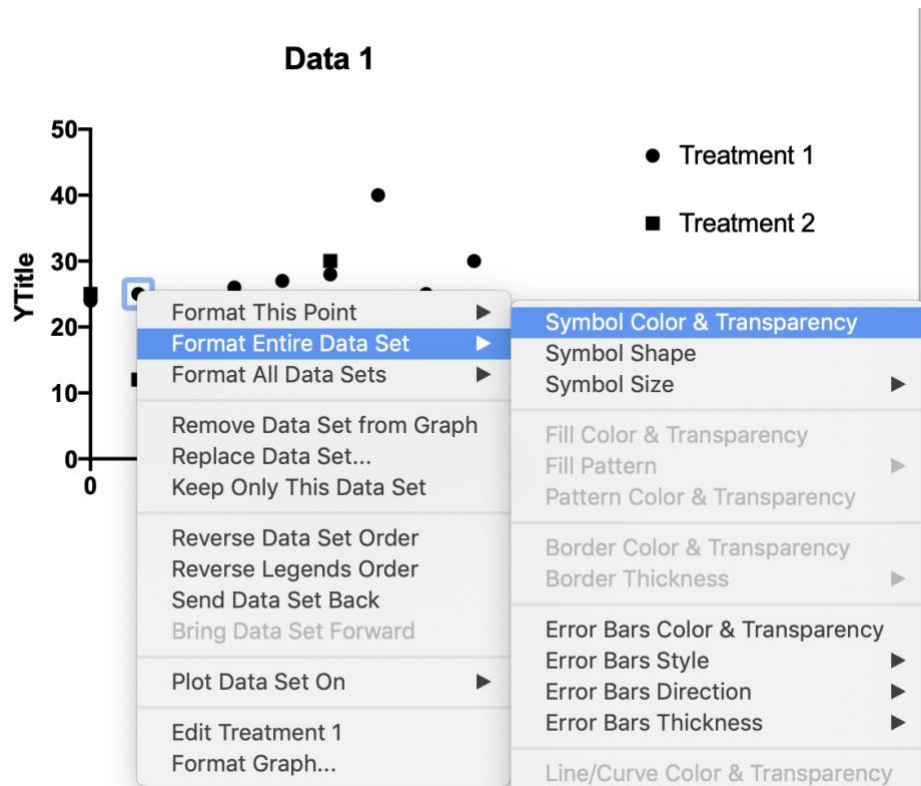 Data 1
50
40
30
20
10
0
0
YTitle
Treatment 1
Treatment 2
Format This Point
Format Entire Data Set
Format All Data Sets
Remove Data Set from Graph
Replace Data Set...
Keep Only This Data Set
Reverse Data Set Order
Reverse Legends Order
Send Data Set Back
Bring Data Set Forward
Plot Data Set On
Edit Treatment 1
Format Graph...
Symbol Color & Transparency
Symbol Shape
Symbol Size
Fill Color & Transparency
Fill Pattern
Pattern Color & Transparency
Border Color & Transparency
Border Thickness
Error Bars Color & Transparency
Error Bars Style
Error Bars Direction
Error Bars Thickness
Line/Curve Color & Transparency